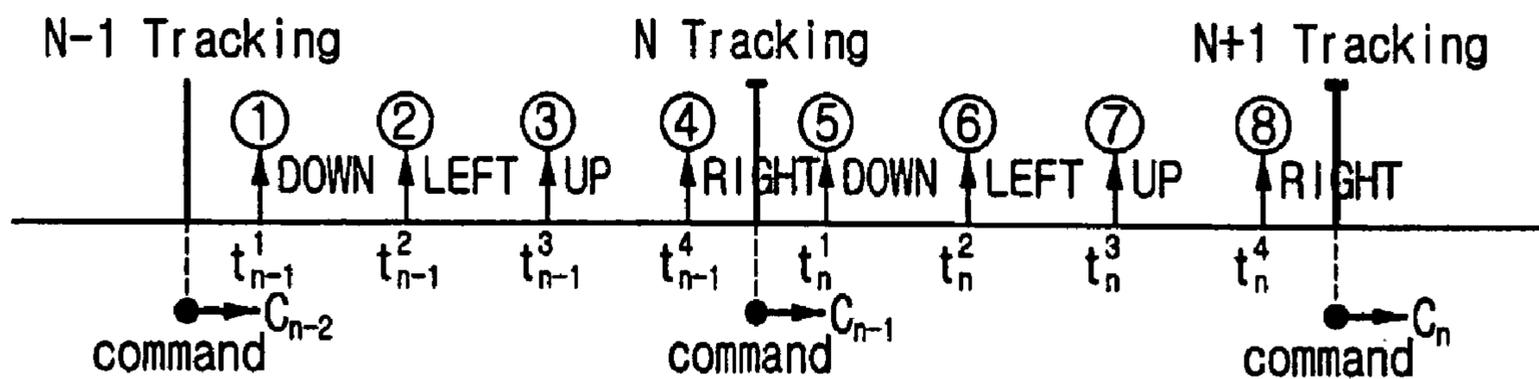 N-1 Tracking N Tracking N+1 Tracking
① ② ③ ④ ⑤ ⑥ ⑦ ⑧
DOWN LEFT UP RIGHT DOWN LEFT UP RIGHT
t¹ₙ₋₁ t²ₙ₋₁ t³ₙ₋₁ t⁴ₙ₋₁ t¹ₙ t²ₙ t³ₙ t⁴ₙ
Cₙ₋₂ Cₙ₋₁ Cₙ
command command command